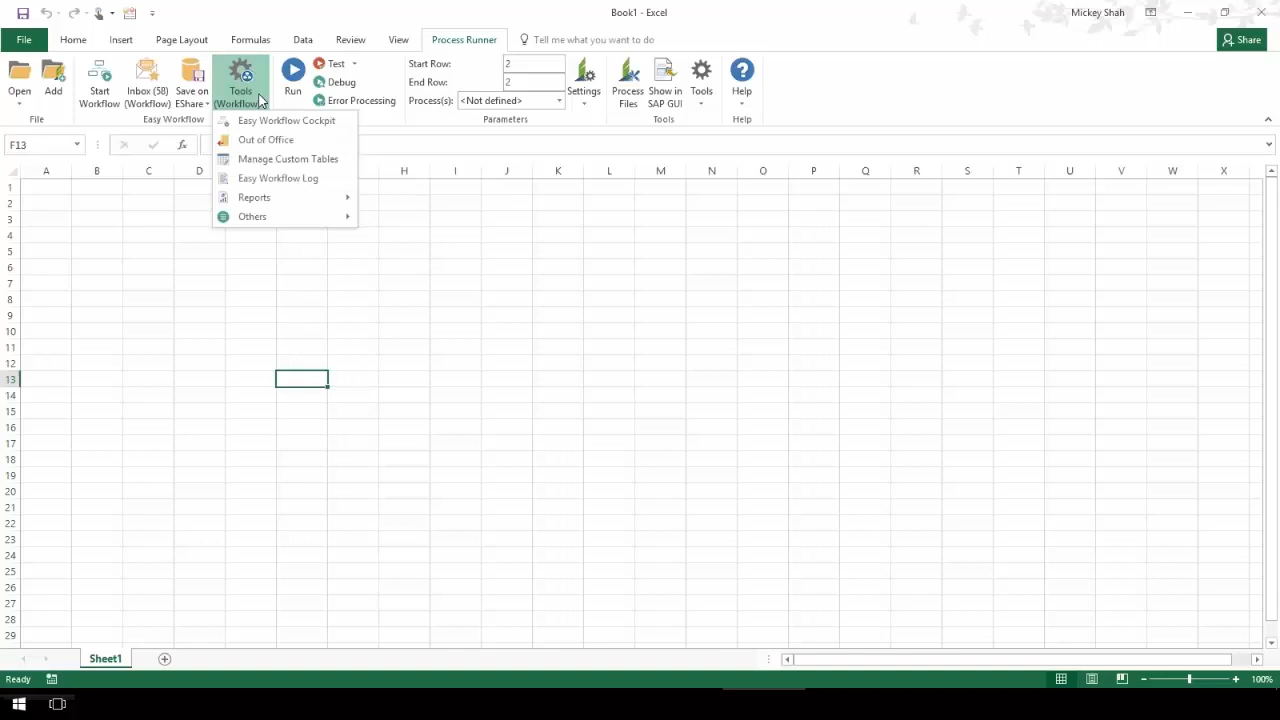 Book1 - Excel
Mickey Shah
File Home Insert Page Layout Formulas Data Review View Process Runner Tell me what you want to do Share
Open Add Start Workflow Inbox (58) (Workflow) Save on EShare Tools (Workflow) Run Test Debug Error Processing
Start Row: 2
End Row: 2
Process(s): <Not defined>
Settings Process Files Show in SAP GUI Tools Help
File Easy Workflow Parameters Tools Help
Easy Workflow Cockpit
Out of Office
Manage Custom Tables
Easy Workflow Log
Reports
Others
F13 fx
A B C D H I J K L M N O P Q R S T U V W X
1
2
3
4
5
6
7
8
9
10
11
12
13
14
15
16
17
18
19
20
21
22
23
24
25
26
27
28
29
Sheet1
Ready 100%